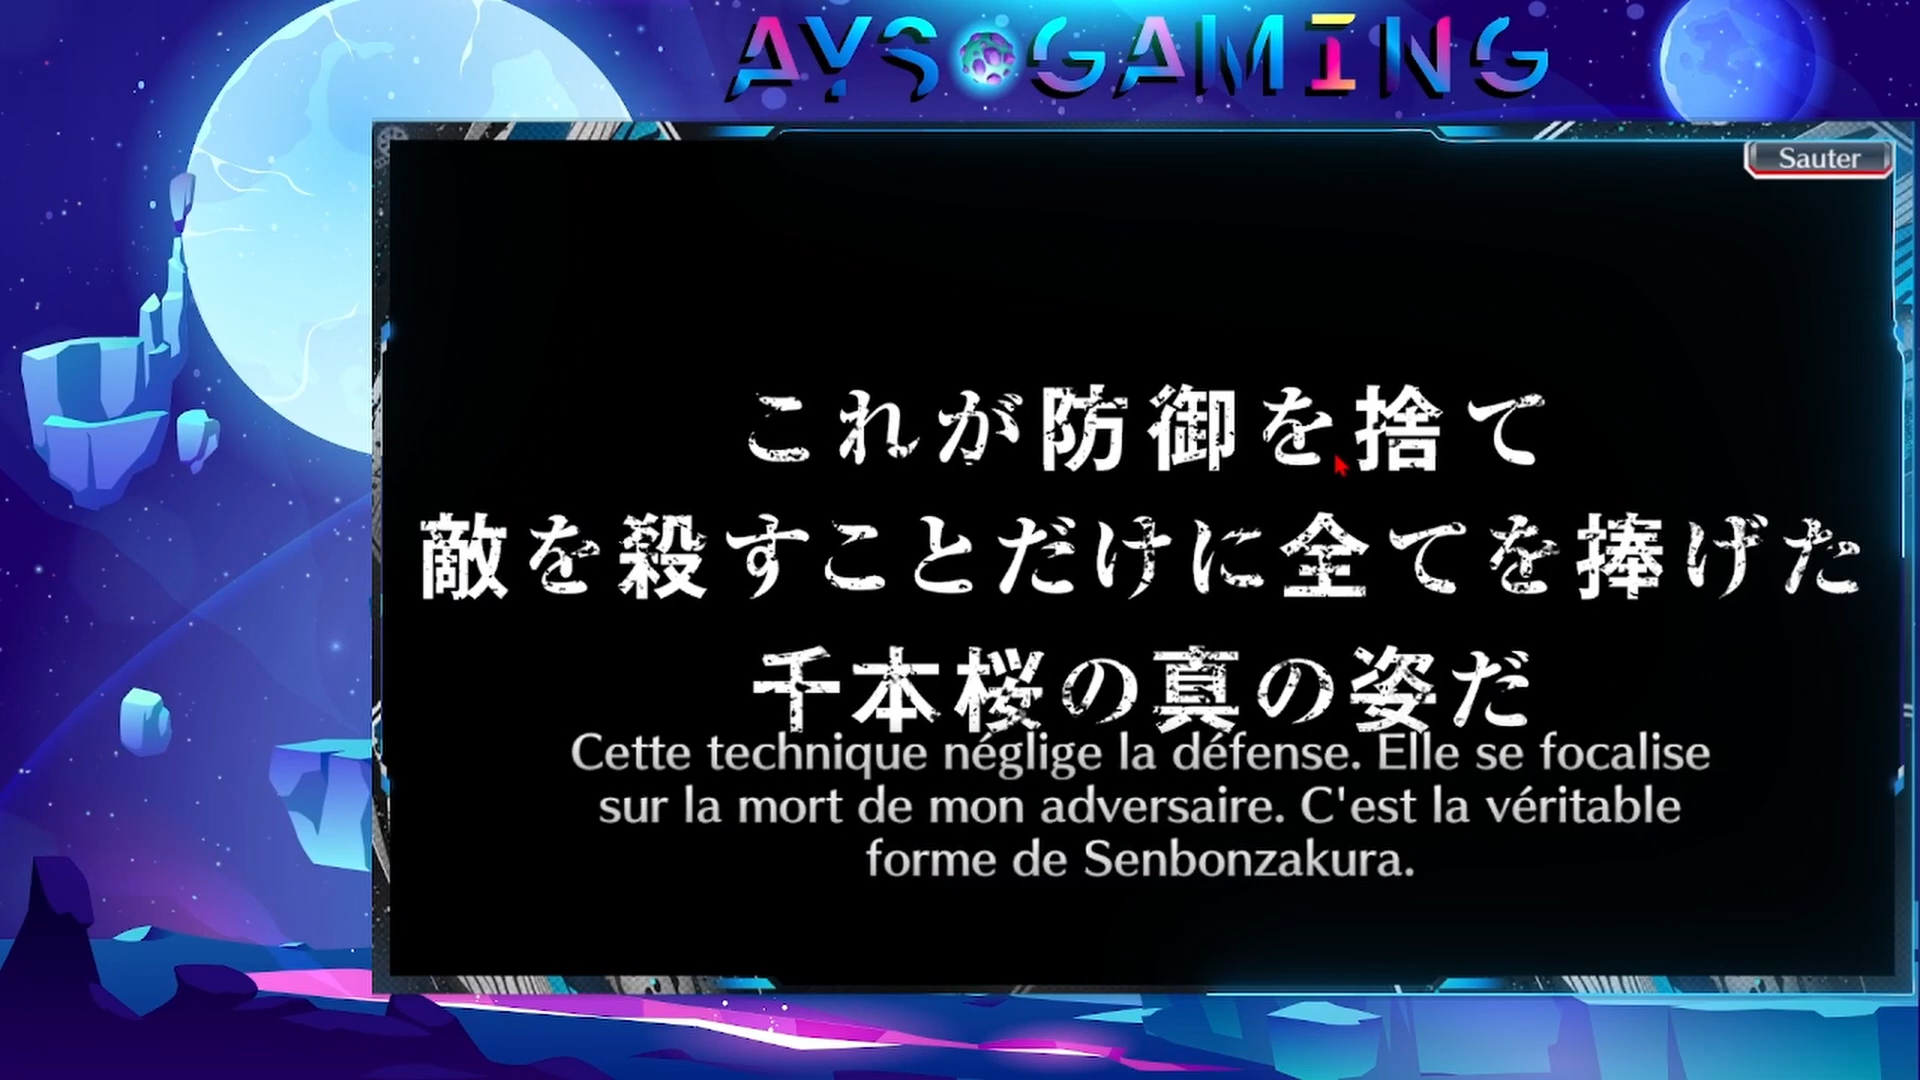 AYSOGAMING
Sauter
これが防御を捨て
敵を殺すことだけに全てを捧げた
千本桜の真の姿だ
Cette technique néglige la défense. Elle se focalise
sur la mort de mon adversaire. C'est la véritable
forme de Senbonzakura.